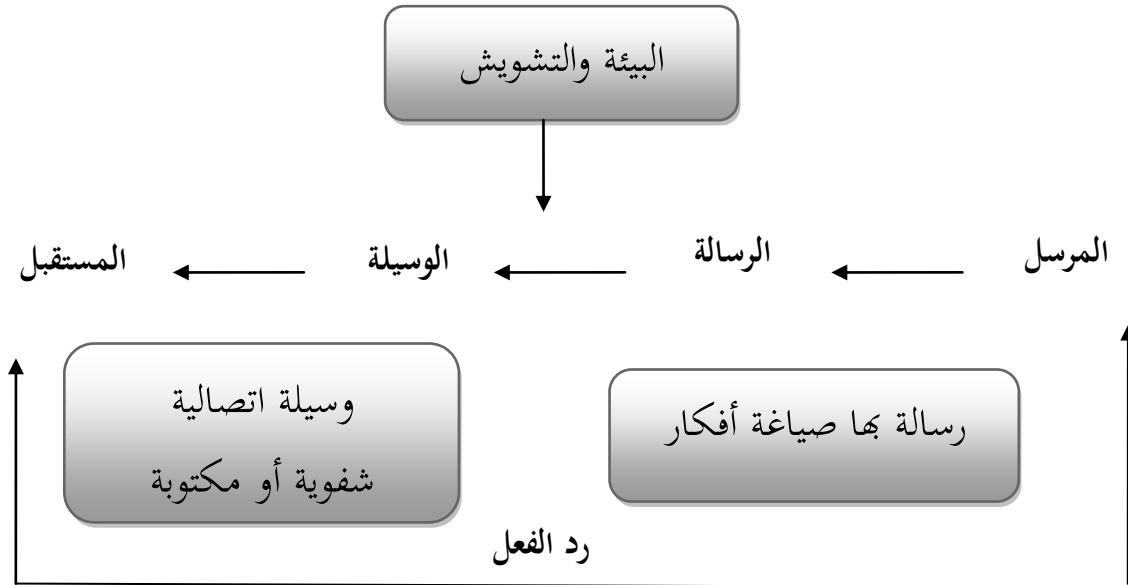 البيئة والتشويش
المرسل
الرسالة
الوسيلة
المستقبل
رسالة بها صياغة أفكار
وسيلة اتصالية
شفوية أو مكتوبة
رد الفعل